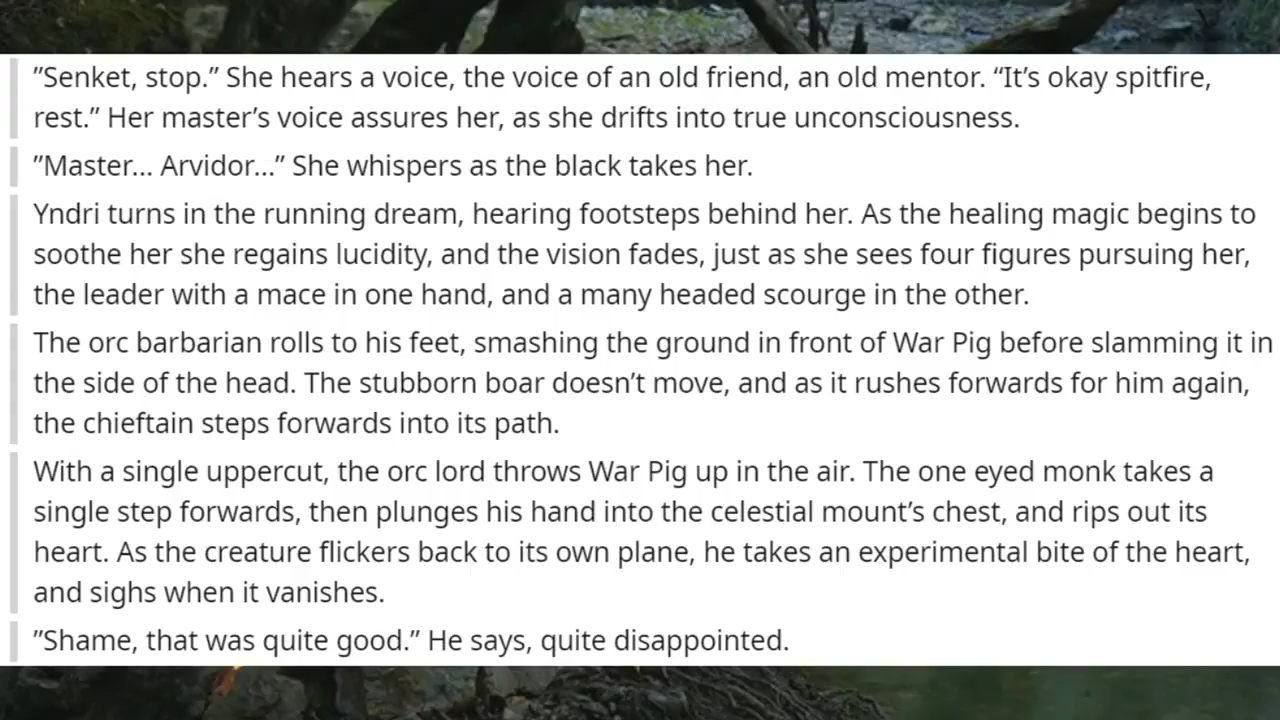 ”Senket, stop.” She hears a voice, the voice of an old friend, an old mentor. “It’s okay spitfire,
rest.” Her master’s voice assures her, as she drifts into true unconsciousness.
”Master... Arvidor...” She whispers as the black takes her.
Yndri turns in the running dream, hearing footsteps behind her. As the healing magic begins to
soothe her she regains lucidity, and the vision fades, just as she sees four figures pursuing her,
the leader with a mace in one hand, and a many headed scourge in the other.
The orc barbarian rolls to his feet, smashing the ground in front of War Pig before slamming it in
the side of the head. The stubborn boar doesn’t move, and as it rushes forwards for him again,
the chieftain steps forwards into its path.
With a single uppercut, the orc lord throws War Pig up in the air. The one eyed monk takes a
single step forwards, then plunges his hand into the celestial mount’s chest, and rips out its
heart. As the creature flickers back to its own plane, he takes an experimental bite of the heart,
and sighs when it vanishes.
”Shame, that was quite good.” He says, quite disappointed.